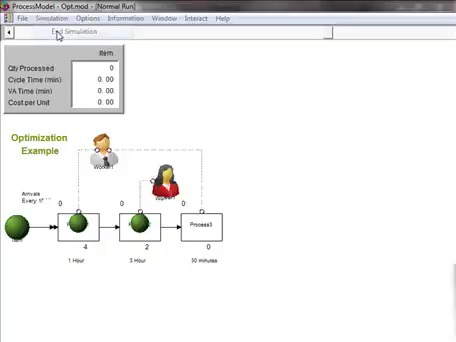 ProcessModel - Opt.mod - [Normal Run]
File Simulation Options Information Window Interact Help
End Simulation
Item
Qty Processed 0
Cycle Time (min) 0. 00
VA Time (min) 0. 00
Cost per Unit 0. 00
Optimization
Example
Worker1
Arrivals
Every
0 0 0
Item
Process3
4 2 0
1 Hour 3 Hour 30 minutes